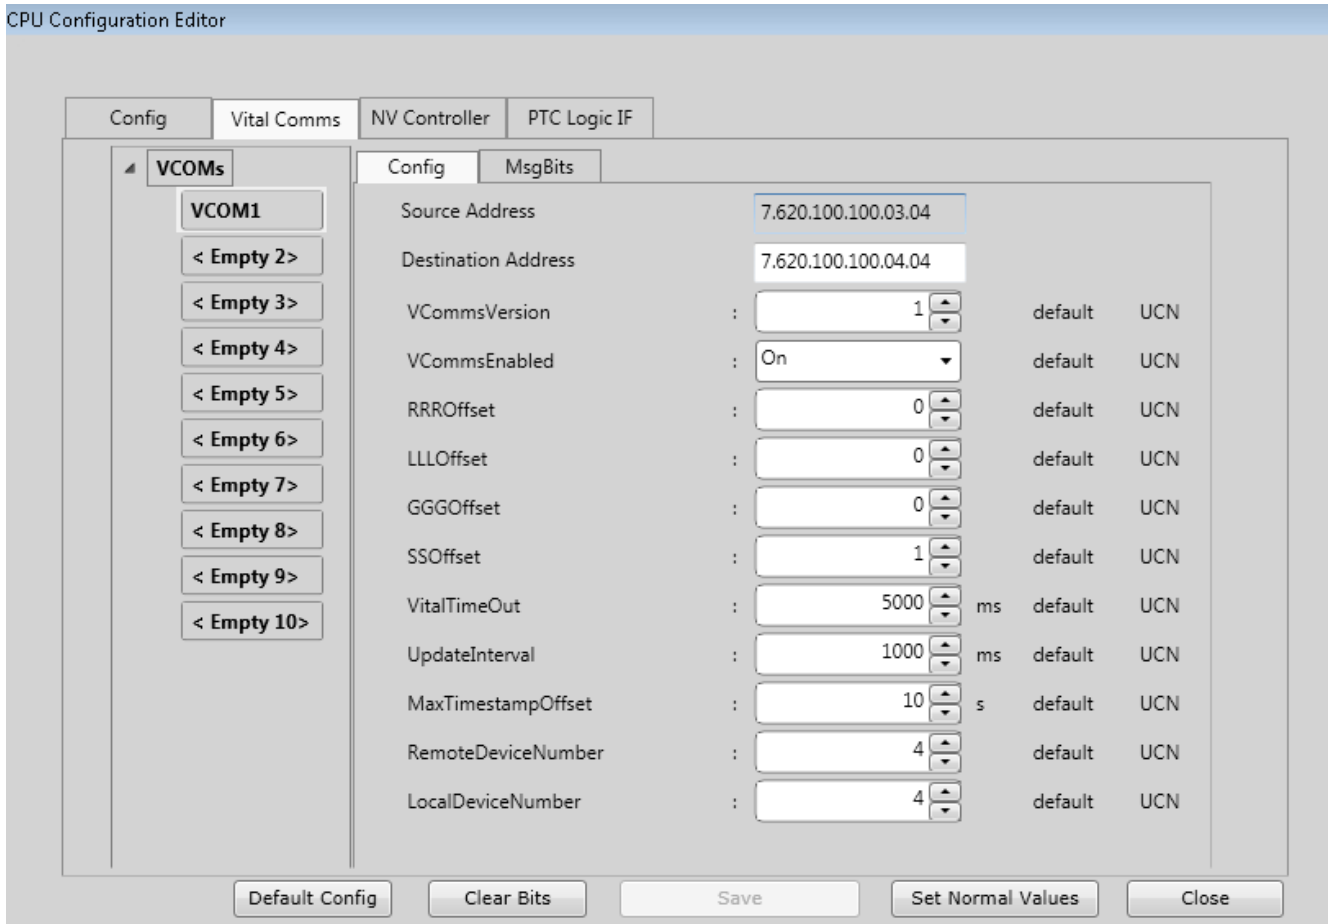 CPU Configuration Editor
Config Vital Comms NV Controller PTC Logic IF
VCOMs
VCOM1
< Empty 2>
< Empty 3>
< Empty 4>
< Empty 5>
< Empty 6>
< Empty 7>
< Empty 8>
< Empty 9>
< Empty 10>
Config MsgBits
Source Address 7.620.100.100.03.04
Destination Address 7.620.100.100.04.04
VCommsVersion : 1 default UCN
VCommsEnabled : On default UCN
RRROffset : 0 default UCN
LLLOffset : 0 default UCN
GGGOffset : 0 default UCN
SSOffset : 1 default UCN
VitalTimeOut : 5000 ms default UCN
UpdateInterval : 1000 ms default UCN
MaxTimestampOffset : 10 s default UCN
RemoteDeviceNumber : 4 default UCN
LocalDeviceNumber : 4 default UCN
Default Config Clear Bits Save Set Normal Values Close